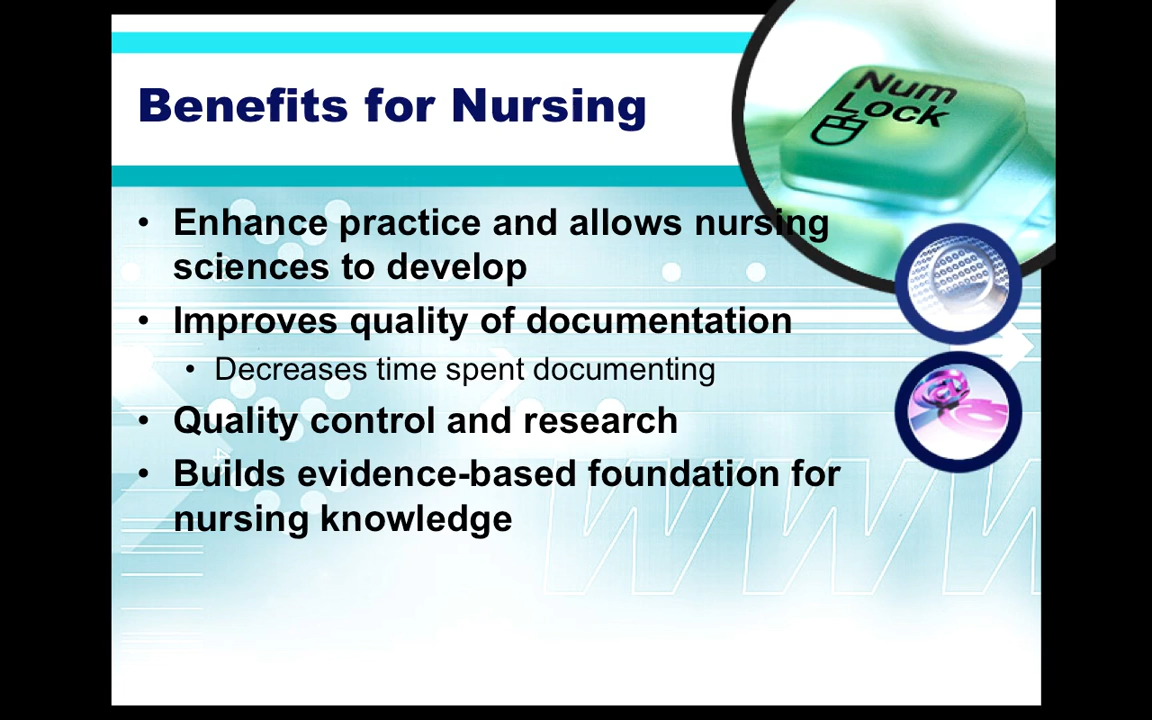 Num
Lock
Benefits for Nursing
• Enhance practice and allows nursing
sciences to develop
• Improves quality of documentation
• Decreases time spent documenting
• Quality control and research
• Builds evidence-based foundation for
nursing knowledge
www